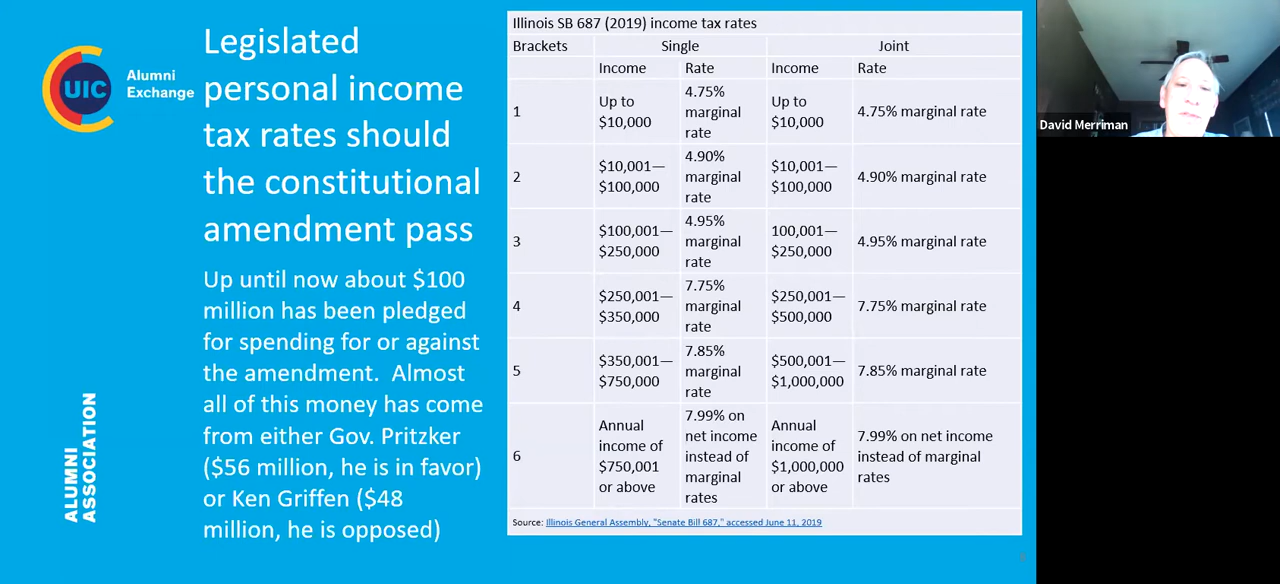 UIC
Alumni
Exchange
ALUMNI
ASSOCIATION
Legislated
personal income
tax rates should
the constitutional
amendment pass
Up until now about $100
million has been pledged
for spending for or against
the amendment.  Almost
all of this money has come
from either Gov. Pritzker
($56 million, he is in favor)
or Ken Griffen ($48
million, he is opposed)
Illinois SB 687 (2019) income tax rates
Brackets Single Joint
Income Rate Income Rate
1 Up to $10,000 4.75% marginal rate Up to $10,000 4.75% marginal rate
2 $10,001—$100,000 4.90% marginal rate $10,001—$100,000 4.90% marginal rate
3 $100,001—$250,000 4.95% marginal rate 100,001—$250,000 4.95% marginal rate
4 $250,001—$350,000 7.75% marginal rate $250,001—$500,000 7.75% marginal rate
5 $350,001—$750,000 7.85% marginal rate $500,001—$1,000,000 7.85% marginal rate
6 Annual income of $750,001 or above 7.99% on net income instead of marginal rates Annual income of $1,000,000 or above 7.99% on net income instead of marginal rates
Source: Illinois General Assembly, "Senate Bill 687," accessed June 11, 2019
David Merriman